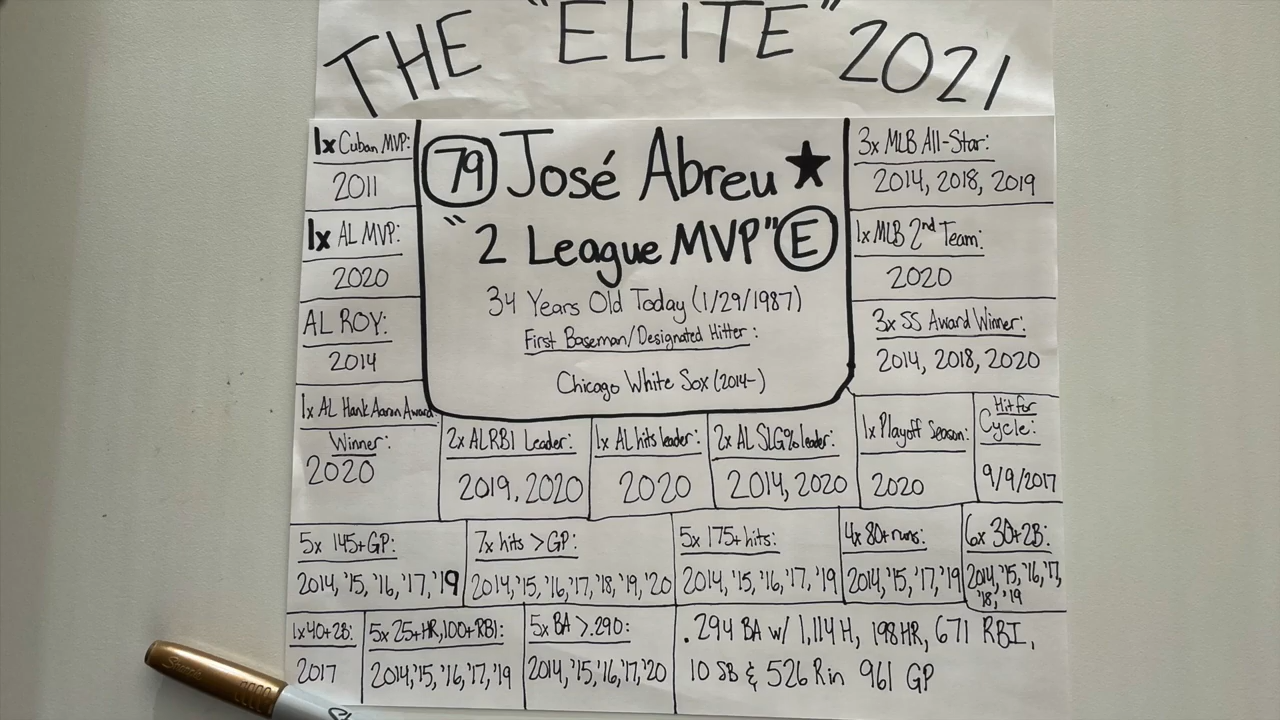 THE "ELITE" 2021
1x Cuban MVP:
2011
1x AL MVP:
2020
AL ROY:
2014
1x AL Hank Aaron Award
Winner:
2020
79 José Abreu ★
"2 League MVP" E
34 Years Old Today (1/29/1987)
First Baseman/Designated Hitter:
Chicago White Sox (2014-)
3x MLB All-Star:
2014, 2018, 2019
1x MLB 2nd Team:
2020
3x SS Award Winner:
2014, 2018, 2020
2x AL RBI Leader:
2019, 2020
1x AL hits leader:
2020
2x AL SLG% leader:
2014, 2020
1x Playoff Season:
2020
Hit for
Cycle:
9/9/2017
5x 145+GP:
2014, '15, '16, '17, '19
7x hits > GP:
2014, '15, '16, '17, '18, '19, '20
5x 175+ hits:
2014, '15, '16, '17, '19
4x 80+ runs:
2014, '15, '17, '19
6x 30+2B:
2014, '15, '16, '17,
'18, '19
1x 40+2B:
2017
5x 25+HR, 100+RBI:
2014, '15, '16, '17, '19
5x BA >.290:
2014, '15, '16, '17, '20
.294 BA w/ 1,114 H, 198 HR, 671 RBI,
10 SB & 526 R in 961 GP